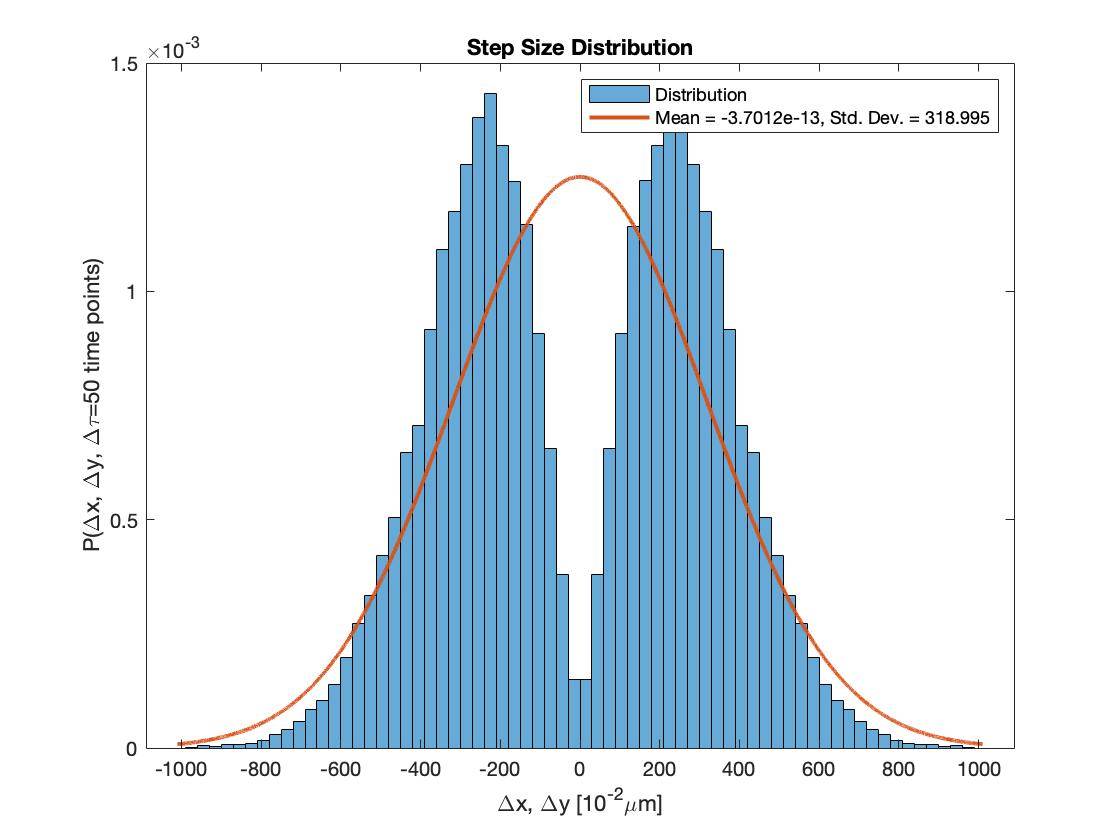 Step Size Distribution
×10⁻³
Distribution
Mean = -3.7012e-13, Std. Dev. = 318.995
P(Δx, Δy, Δτ=50 time points)
1.5
1
0.5
0
-1000 -800 -600 -400 -200 0 200 400 600 800 1000
Δx, Δy [10⁻²μm]